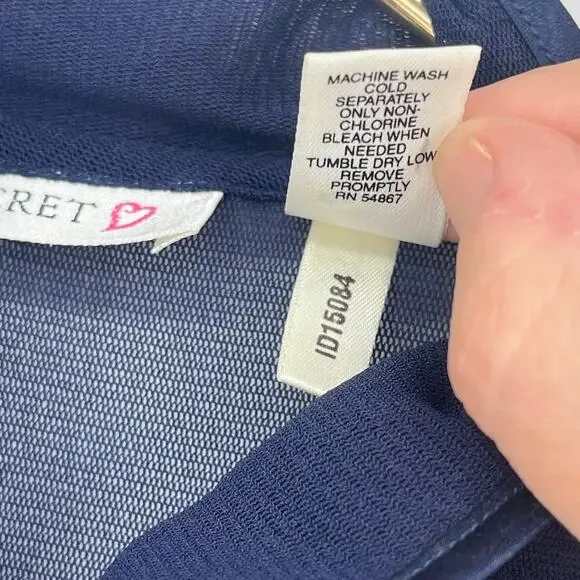 MACHINE WASH
COLD
SEPARATELY
ONLY NON-
CHLORINE
BLEACH WHEN
NEEDED
TUMBLE DRY LOW
REMOVE
PROMPTLY
RN 54867
CRET
ID15084